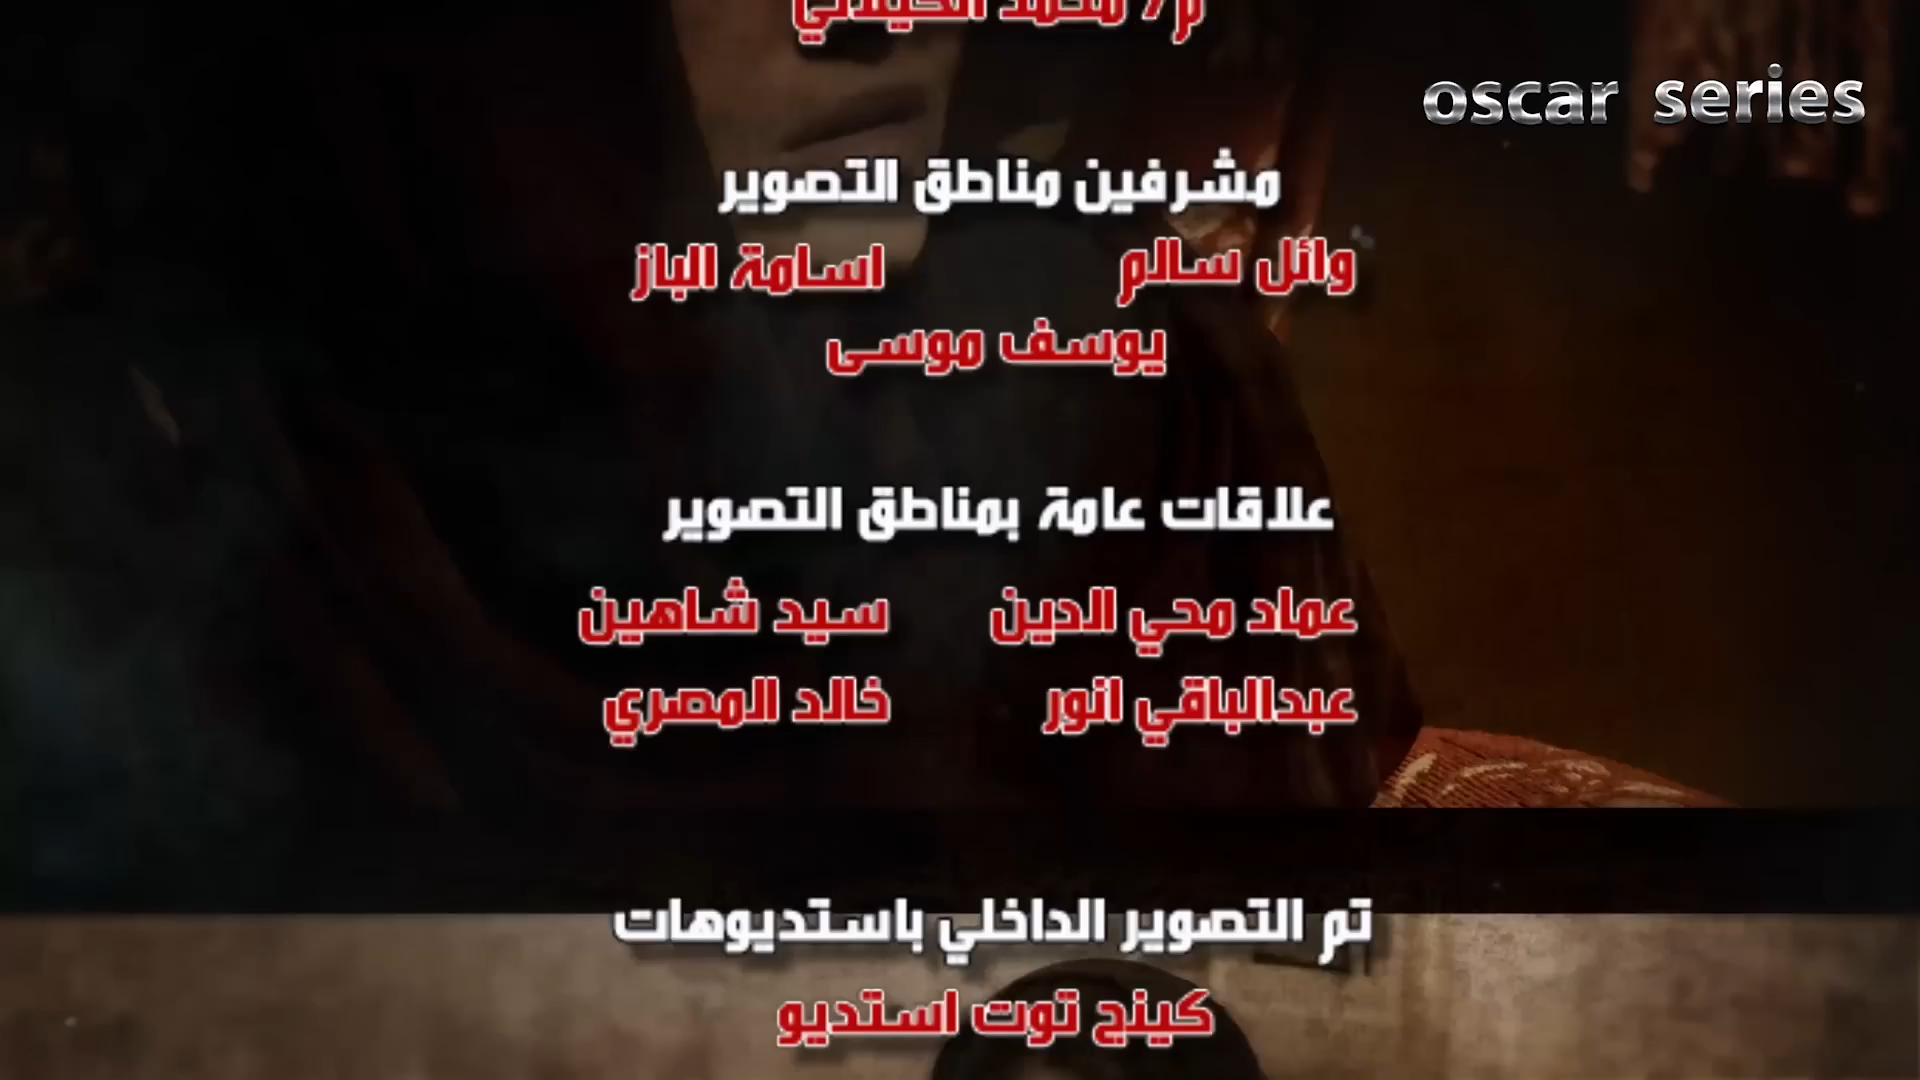 م/ محمد
oscar series
مشرفين مناطق التصوير
وائل سالم اسامة الباز
يوسف موسى
علاقات عامة بمناطق التصوير
عماد محي الدين سيد شاهين
عبدالباقي انور خالد المصري
تم التصوير الداخلي باستديوهات
كينج توت استديو